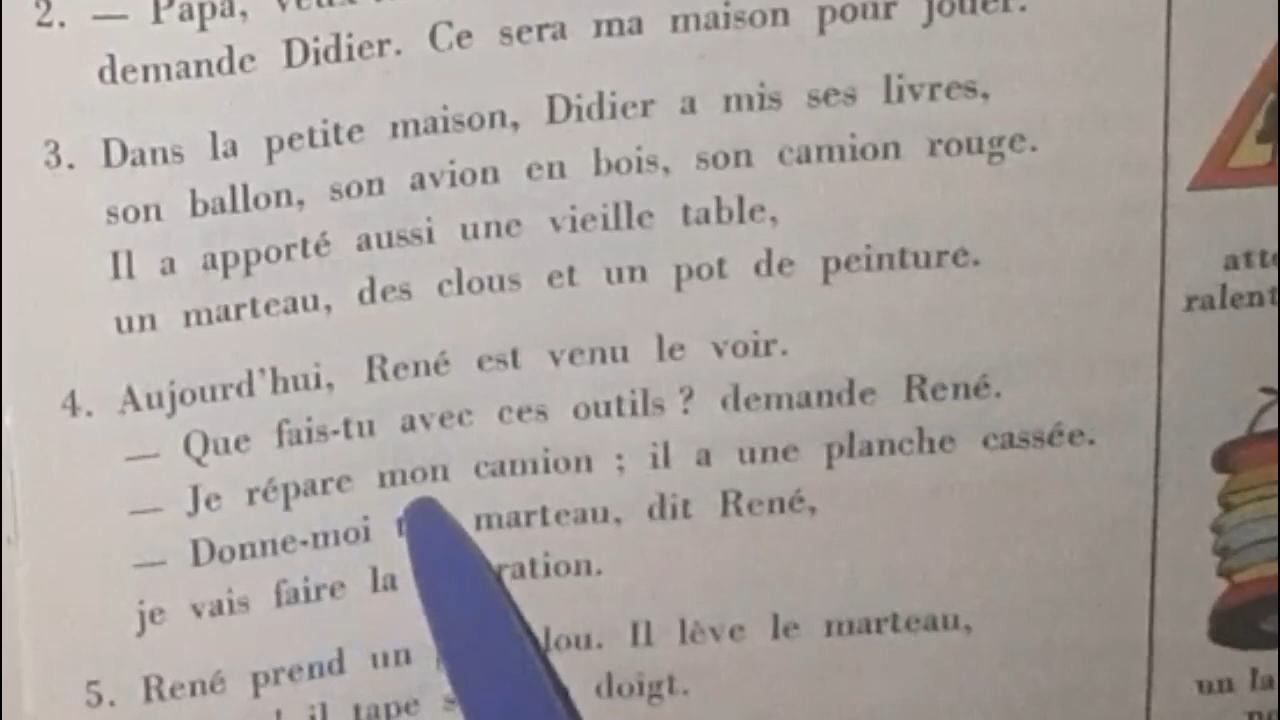 2. — Papa,
demande Didier. Ce sera ma maison pour jouer.
3. Dans la petite maison, Didier a mis ses livres,
son ballon, son avion en bois, son camion rouge.
Il a apporté aussi une vieille table,
un marteau, des clous et un pot de peinture.
4. Aujourd'hui, René est venu le voir.
— Que fais-tu avec ces outils ? demande René.
— Je répare mon camion ; il a une planche cassée.
— Donne-moi marteau, dit René,
je vais faire la
5. René prend un Il lève le marteau,
il tape doigt.
un